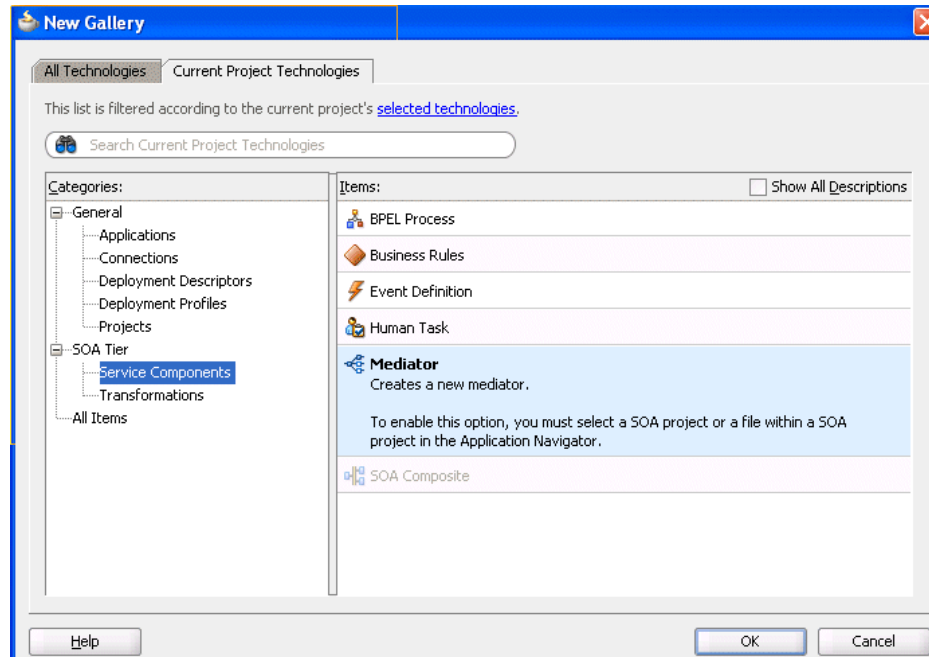 New Gallery
All Technologies
Current Project Technologies
This list is filtered according to the current project's selected technologies.
Search Current Project Technologies
Categories:
General
Applications
Connections
Deployment Descriptors
Deployment Profiles
Projects
SOA Tier
Service Components
Transformations
All Items
Items:
Show All Descriptions
BPEL Process
Business Rules
Event Definition
Human Task
Mediator
Creates a new mediator.
To enable this option, you must select a SOA project or a file within a SOA
project in the Application Navigator.
SOA Composite
Help
OK
Cancel